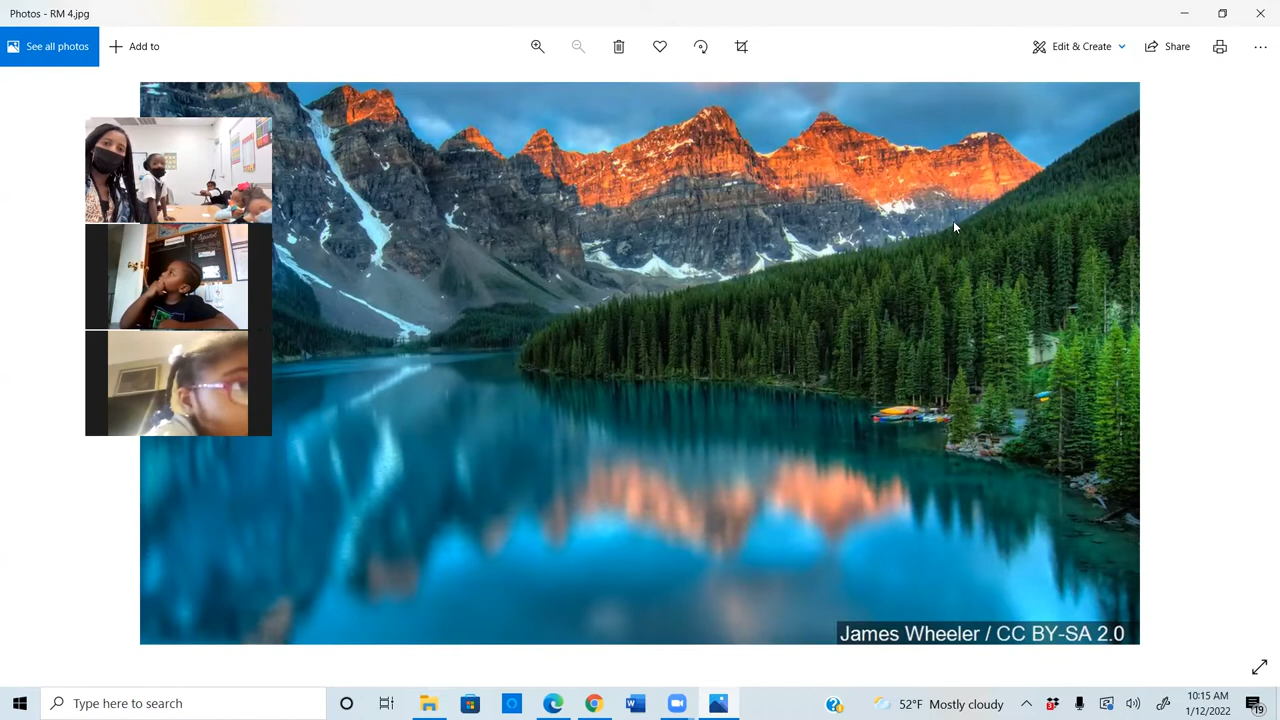 Photos - RM 4.jpg
See all photos
Add to
Edit & Create
Share
James Wheeler / CC BY-SA 2.0
Type here to search
52°F Mostly cloudy
10:15 AM
1/12/2022
19